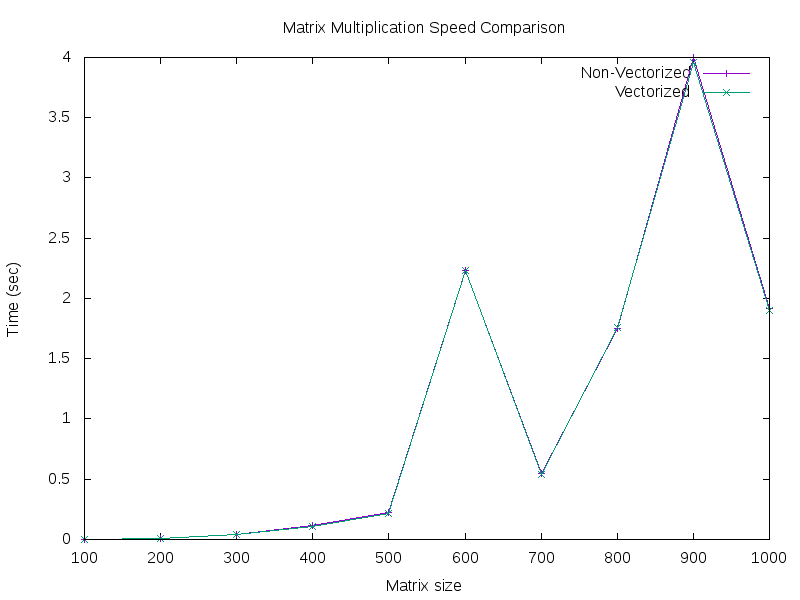 Matrix Multiplication Speed Comparison
4
Non-Vectorized
Vectorized
3.5
3
2.5
Time (sec)
2
1.5
1
0.5
0
100 200 300 400 500 600 700 800 900 1000
Matrix size